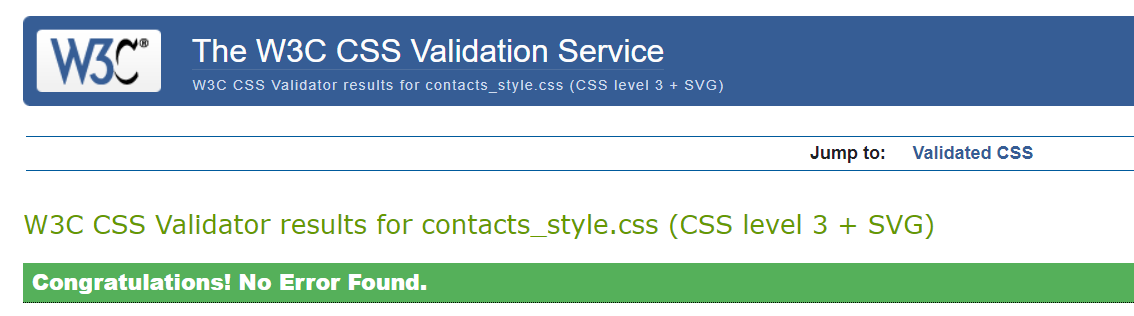 W3C®
The W3C CSS Validation Service
W3C CSS Validator results for contacts_style.css (CSS level 3 + SVG)
Jump to: Validated CSS
W3C CSS Validator results for contacts_style.css (CSS level 3 + SVG)
Congratulations! No Error Found.